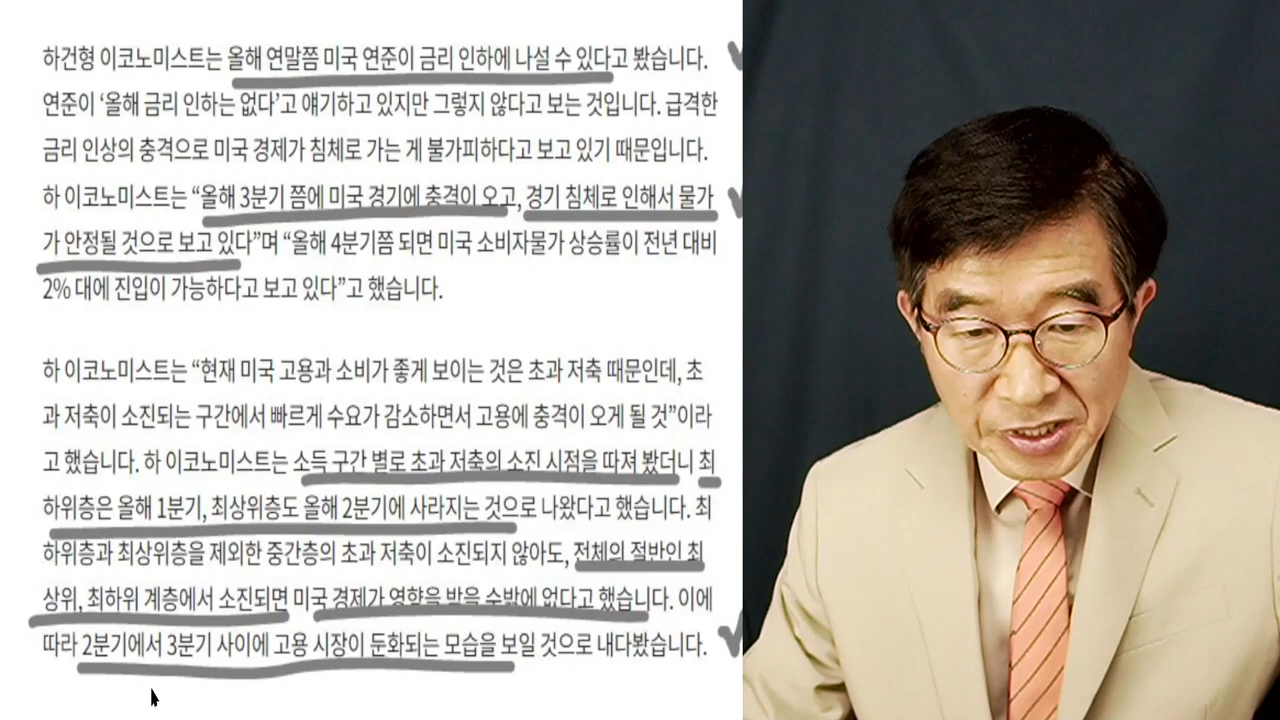 하건형 이코노미스트는 올해 연말쯤 미국 연준이 금리 인하에 나설 수 있다고 봤습니다.
연준이 ‘올해 금리 인하는 없다’고 얘기하고 있지만 그렇지 않다고 보는 것입니다. 급격한
금리 인상의 충격으로 미국 경제가 침체로 가는 게 불가피하다고 보고 있기 때문입니다.
하 이코노미스트는 “올해 3분기 쯤에 미국 경기에 충격이 오고, 경기 침체로 인해서 물가
가 안정될 것으로 보고 있다”며 “올해 4분기쯤 되면 미국 소비자물가 상승률이 전년 대비
2% 대에 진입이 가능하다고 보고 있다”고 했습니다.
하 이코노미스트는 “현재 미국 고용과 소비가 좋게 보이는 것은 초과 저축 때문인데, 초
과 저축이 소진되는 구간에서 빠르게 수요가 감소하면서 고용에 충격이 오게 될 것”이라
고 했습니다. 하 이코노미스트는 소득 구간 별로 초과 저축의 소진 시점을 따져 봤더니 최
하위층은 올해 1분기, 최상위층도 올해 2분기에 사라지는 것으로 나왔다고 했습니다. 최
하위층과 최상위층을 제외한 중간층의 초과 저축이 소진되지 않아도, 전체의 절반인 최
상위, 최하위 계층에서 소진되면 미국 경제가 영향을 받을 수밖에 없다고 했습니다. 이에
따라 2분기에서 3분기 사이에 고용 시장이 둔화되는 모습을 보일 것으로 내다봤습니다.